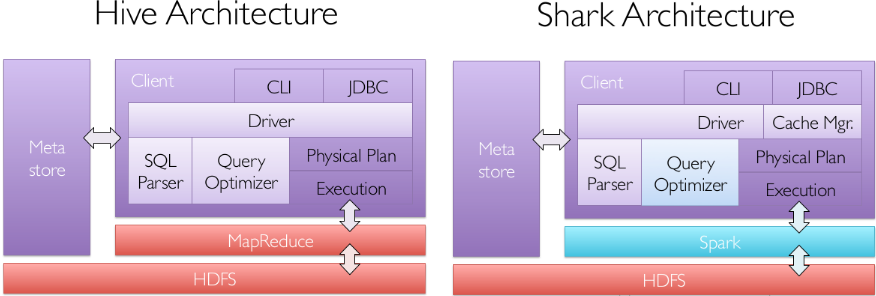 Hive Architecture
Client
CLI
JDBC
Driver
Meta
store
SQL
Parser
Query
Optimizer
Physical Plan
Execution
MapReduce
HDFS
Shark Architecture
Client
CLI
JDBC
Driver
Cache Mgr.
Meta
store
SQL
Parser
Query
Optimizer
Physical Plan
Execution
Spark
HDFS